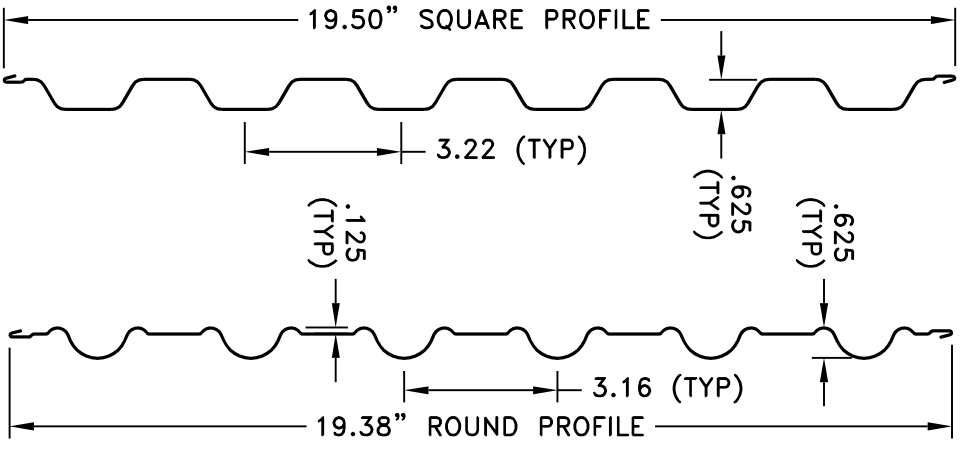 19.50” SQUARE PROFILE
3.22 (TYP)
.625
(TYP)
.125
(TYP)
.625
(TYP)
3.16 (TYP)
19.38” ROUND PROFILE